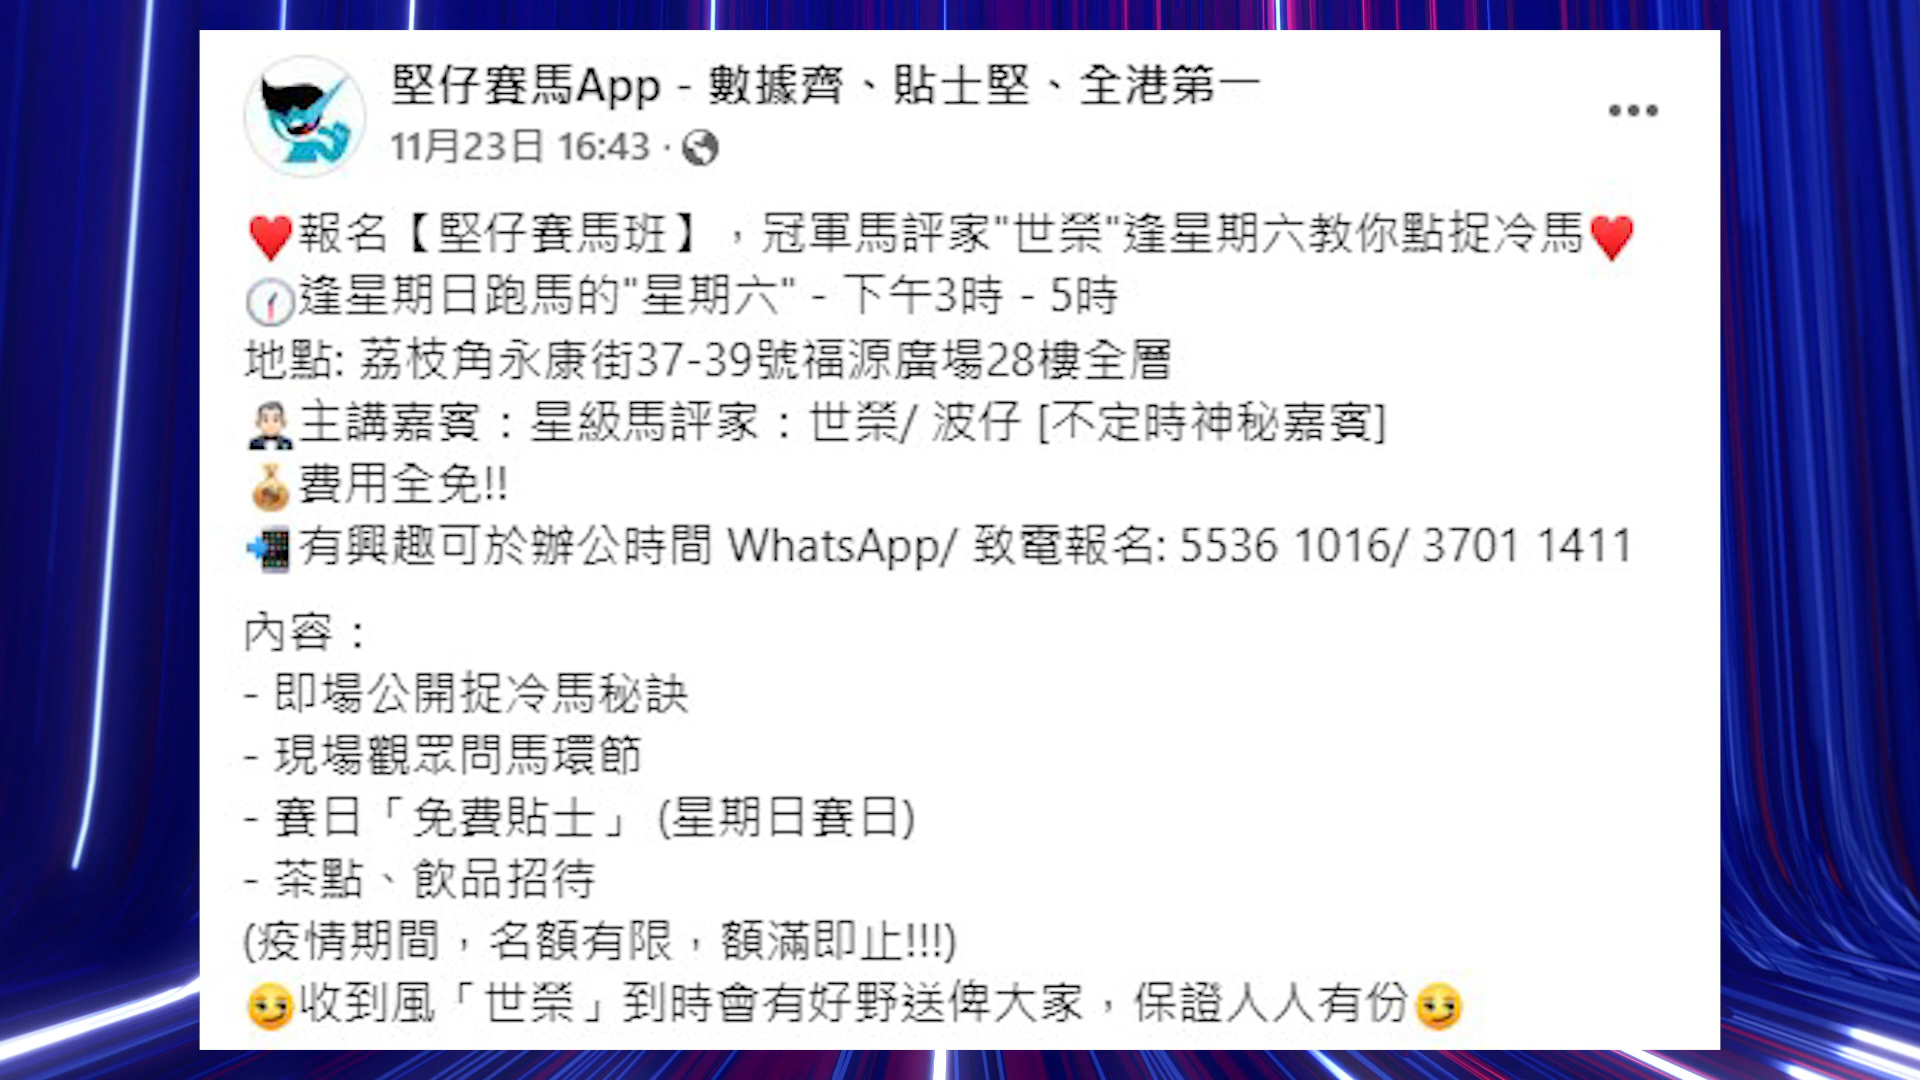 堅仔賽馬App - 數據齊、貼士堅、全港第一
11月23日 16:43 ·
♥️報名【堅仔賽馬班】，冠軍馬評家"世榮"逢星期六教你點捉冷馬♥️
🕜逢星期日跑馬的"星期六" - 下午3時 - 5時
地點: 荔枝角永康街37-39號福源廣場28樓全層
🤵🏻主講嘉賓：星級馬評家：世榮/ 波仔 [不定時神秘嘉賓]
💰費用全免!!
📲有興趣可於辦公時間 WhatsApp/ 致電報名: 5536 1016/ 3701 1411
內容：
- 即場公開捉冷馬秘訣
- 現場觀眾問馬環節
- 賽日「免費貼士」 (星期日賽日)
- 茶點、飲品招待
(疫情期間，名額有限，額滿即止!!!)
😏收到風「世榮」到時會有好野送俾大家，保證人人有份😏